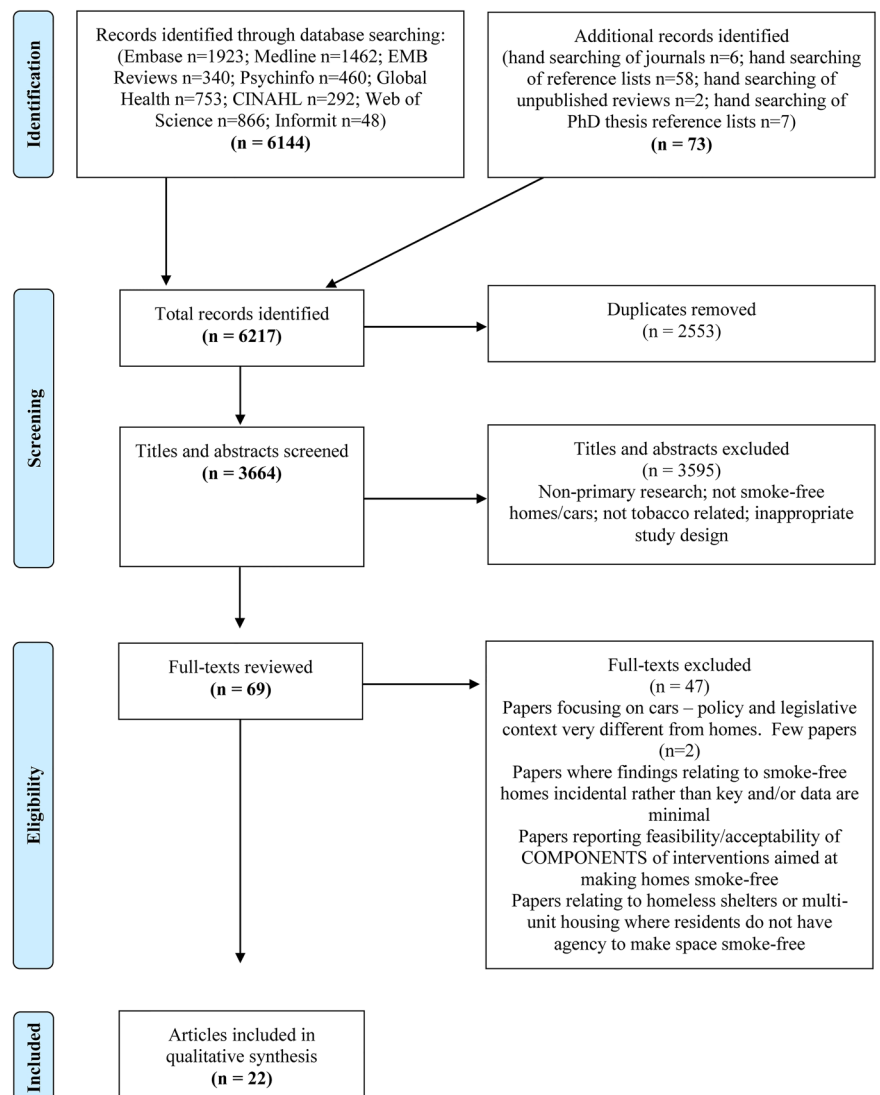 Identification
Records identified through database searching:
(Embase n=1923; Medline n=1462; EMB
Reviews n=340; Psychinfo n=460; Global
Health n=753; CINAHL n=292; Web of
Science n=866; Informit n=48)
(n = 6144)
Additional records identified
(hand searching of journals n=6; hand searching
of reference lists n=58; hand searching of
unpublished reviews n=2; hand searching of
PhD thesis reference lists n=7)
(n = 73)
Screening
Total records identified
(n = 6217)
Duplicates removed
(n = 2553)
Titles and abstracts screened
(n = 3664)
Titles and abstracts excluded
(n = 3595)
Non-primary research; not smoke-free
homes/cars; not tobacco related; inappropriate
study design
Eligibility
Full-texts reviewed
(n = 69)
Full-texts excluded
(n = 47)
Papers focusing on cars – policy and legislative
context very different from homes.  Few papers
(n=2)
Papers where findings relating to smoke-free
homes incidental rather than key and/or data are
minimal
Papers reporting feasibility/acceptability of
COMPONENTS of interventions aimed at
making homes smoke-free
Papers relating to homeless shelters or multi-
unit housing where residents do not have
agency to make space smoke-free
Included
Articles included in
qualitative synthesis
(n = 22)